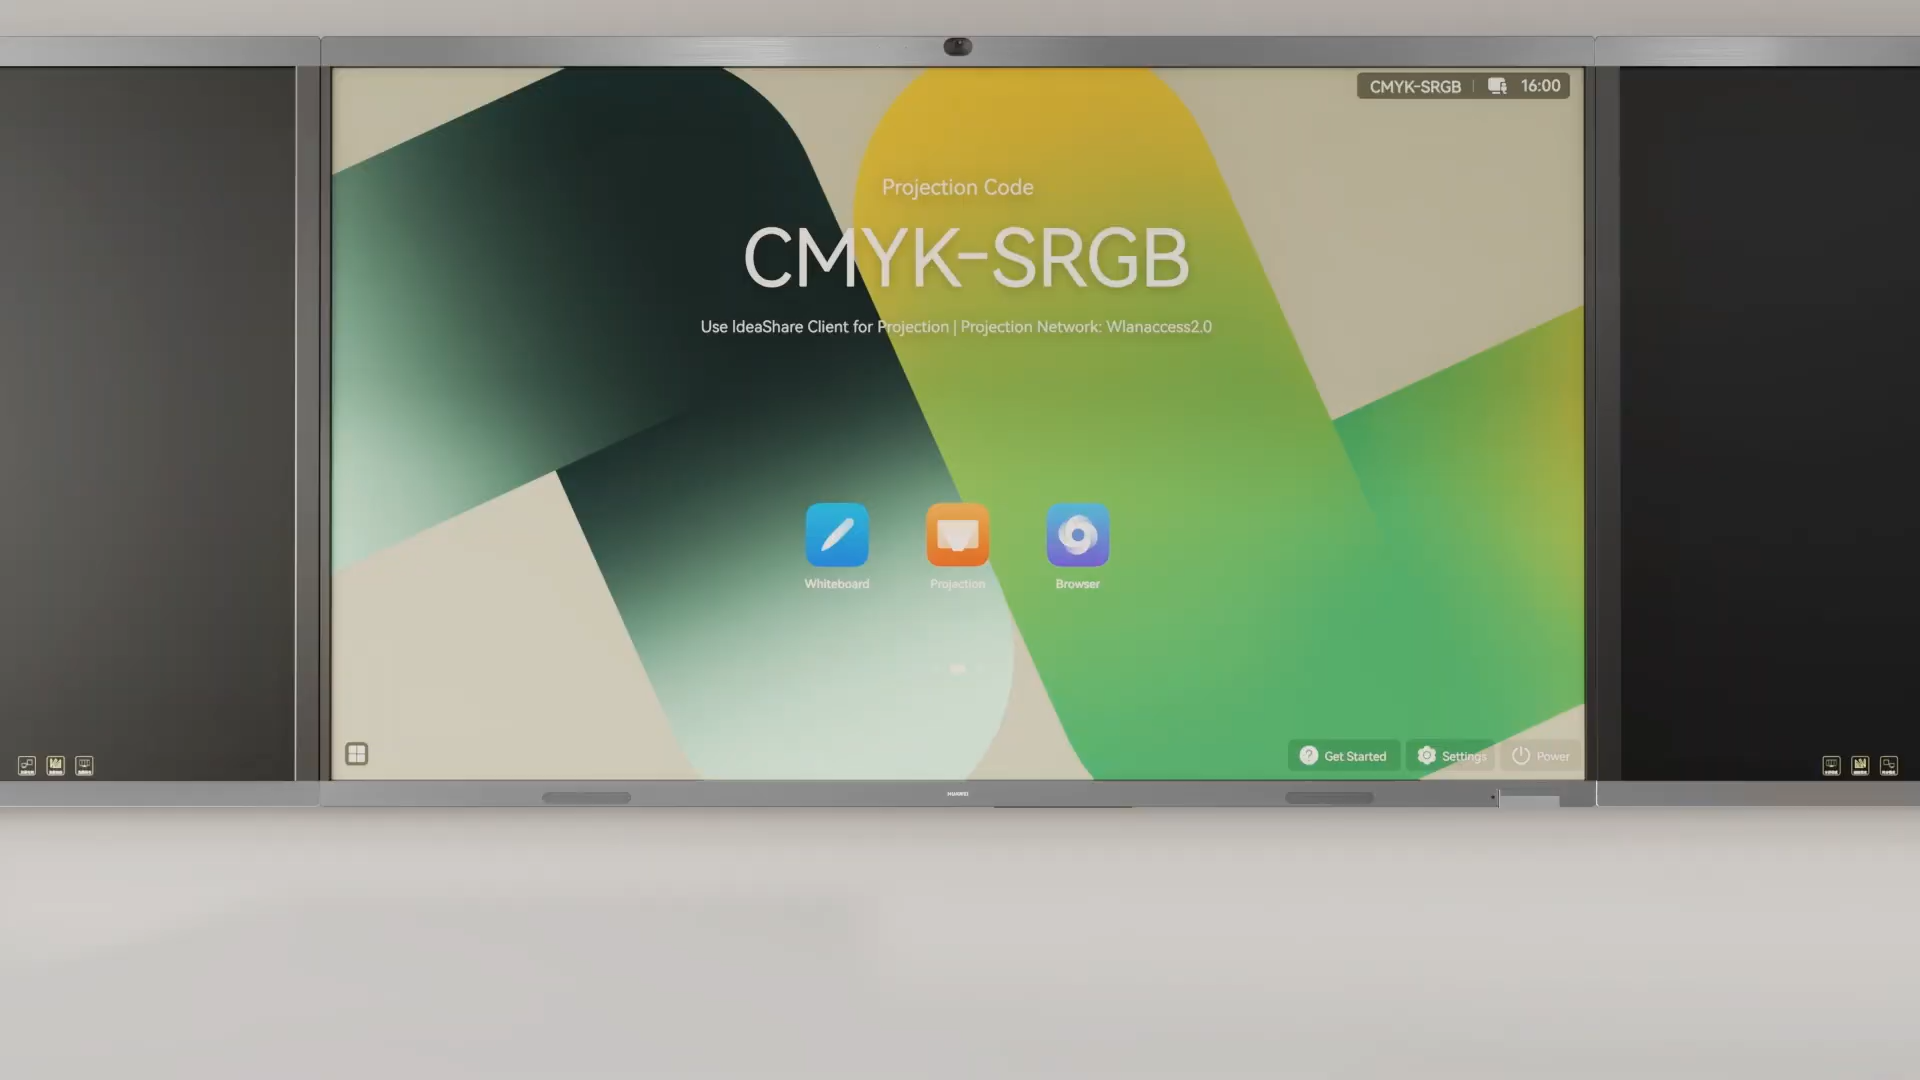 CMYK-SRGB 16:00
Projection Code
CMYK-SRGB
Use IdeaShare Client for Projection | Projection Network: Wlanaccess2.0
Whiteboard Projection Browser
Get Started Settings Power
HUAWEI